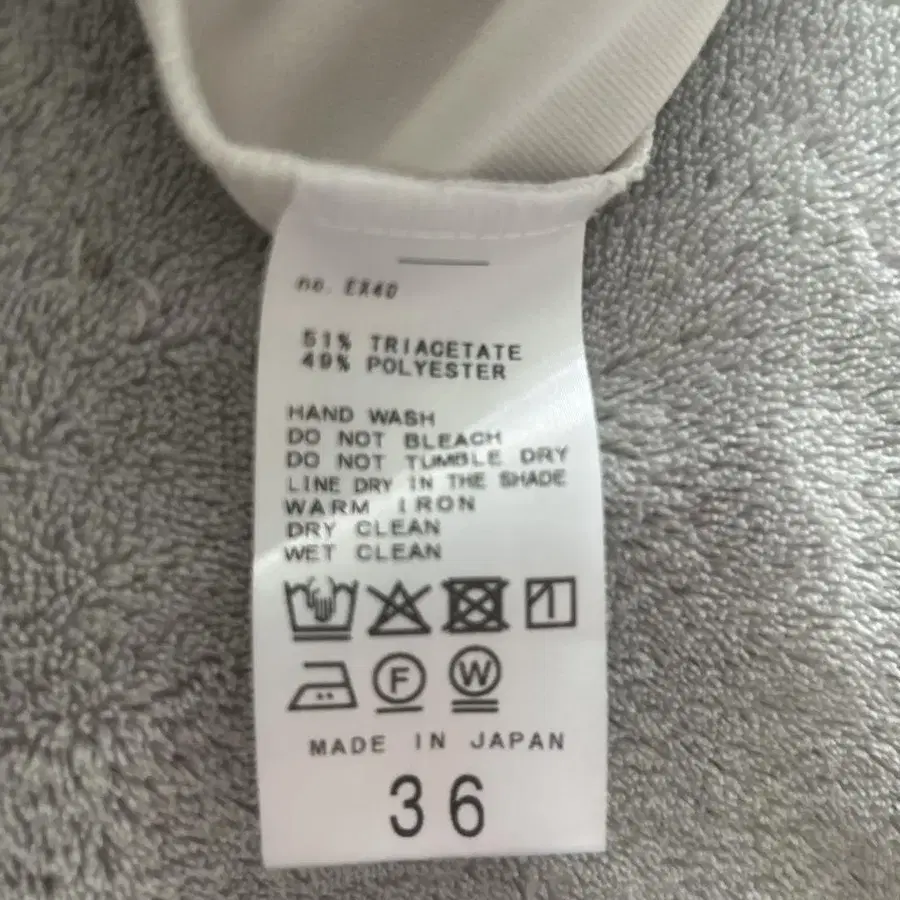 no. EX40
51% TRIACETATE
49% POLYESTER
HAND WASH
DO NOT BLEACH
DO NOT TUMBLE DRY
LINE DRY IN THE SHADE
WARM IRON
DRY CLEAN
WET CLEAN
F W
MADE IN JAPAN
36